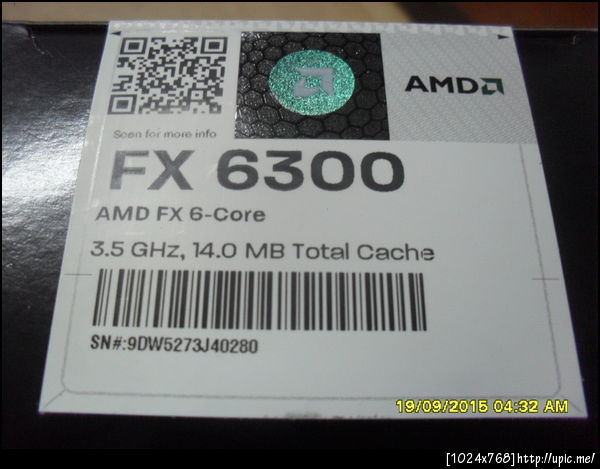 Scan for more info
AMD
FX 6300
AMD FX 6-Core
3.5 GHz, 14.0 MB Total Cache
SN#:9DW5273J40280
19/09/2015 04:32 AM
[1024x768]http://upic.me/